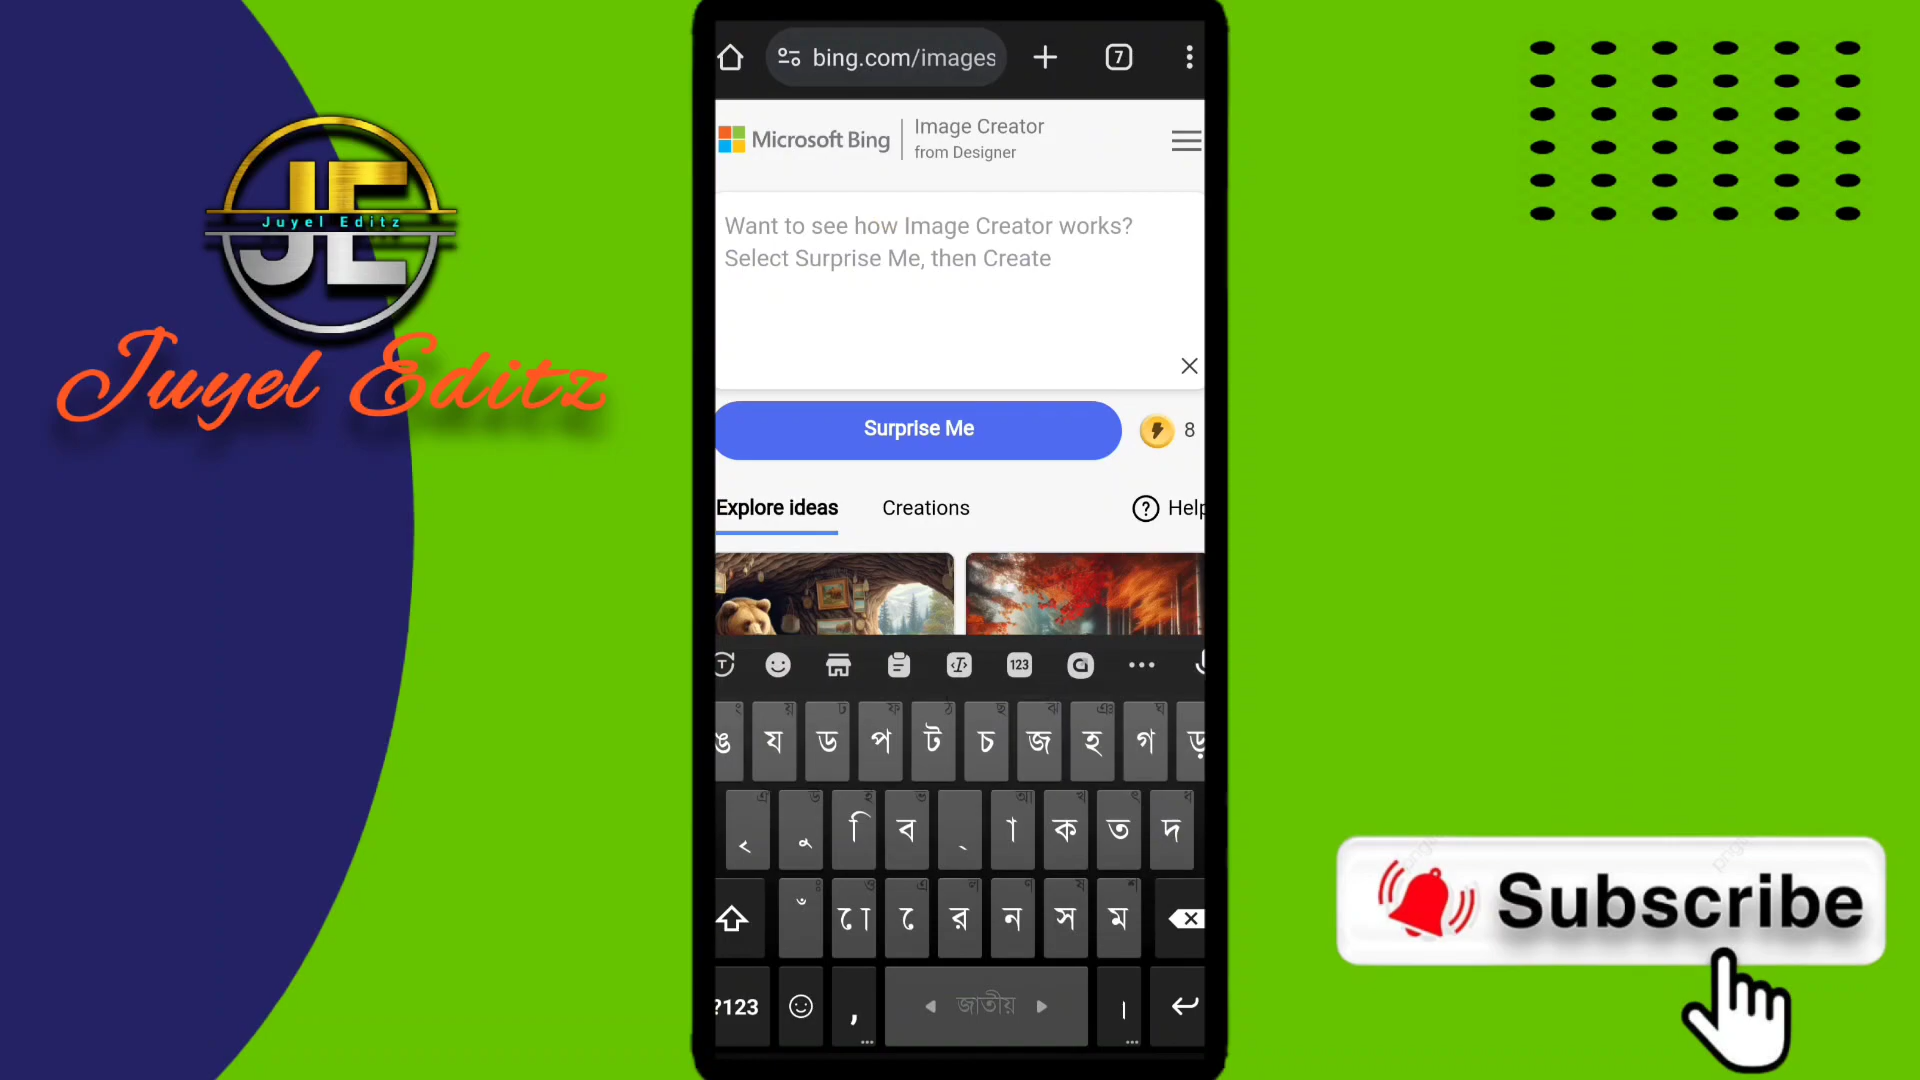 JE
Juyel Editz
Juyel Editz
bing.com/images
7
Microsoft Bing
Image Creator
from Designer
Want to see how Image Creator works?
Select Surprise Me, then Create
Surprise Me
8
Explore ideas
Creations
Help
123
ঙ য ড প ট চ জ হ গ ড়
ৃ ু ি ব ্ া ক ত দ
ঁ ো ে র ন স ম
?123
,
জাতীয়
।
Subscribe